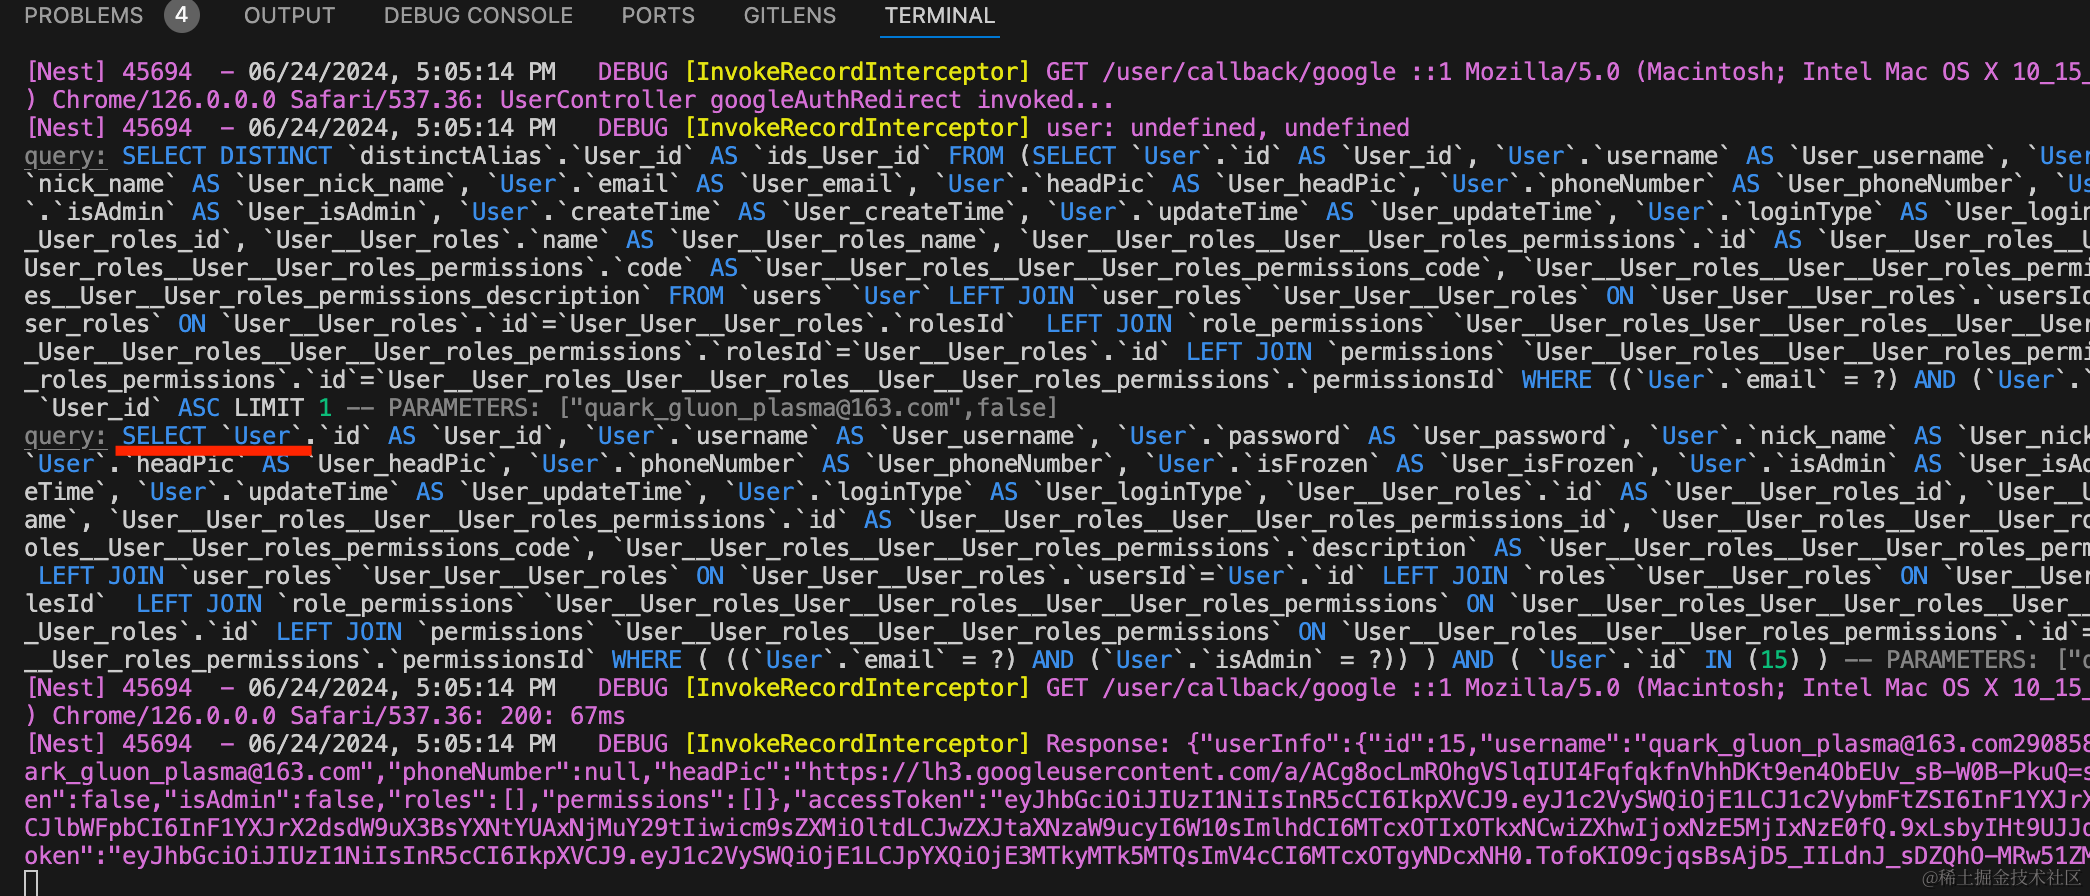 PROBLEMS 4 OUTPUT DEBUG CONSOLE PORTS GITLENS TERMINAL
[Nest] 45694  - 06/24/2024, 5:05:14 PM   DEBUG [InvokeRecordInterceptor] GET /user/callback/google ::1 Mozilla/5.0 (Macintosh; Intel Mac OS X 10_15_
) Chrome/126.0.0.0 Safari/537.36: UserController googleAuthRedirect invoked...
[Nest] 45694  - 06/24/2024, 5:05:14 PM   DEBUG [InvokeRecordInterceptor] user: undefined, undefined
query: SELECT DISTINCT `distinctAlias`.`User_id` AS `ids_User_id` FROM (SELECT `User`.`id` AS `User_id`, `User`.`username` AS `User_username`, `User
`nick_name` AS `User_nick_name`, `User`.`email` AS `User_email`, `User`.`headPic` AS `User_headPic`, `User`.`phoneNumber` AS `User_phoneNumber`, `Us
`.`isAdmin` AS `User_isAdmin`, `User`.`createTime` AS `User_createTime`, `User`.`updateTime` AS `User_updateTime`, `User`.`loginType` AS `User_login
_User_roles_id`, `User__User_roles`.`name` AS `User__User_roles_name`, `User__User_roles__User__User_roles_permissions`.`id` AS `User__User_roles__U
User_roles__User__User_roles_permissions`.`code` AS `User__User_roles__User__User_roles_permissions_code`, `User__User_roles__User__User_roles_permi
es__User__User_roles_permissions_description` FROM `users` `User` LEFT JOIN `user_roles` `User_User__User_roles` ON `User_User__User_roles`.`usersId
ser_roles` ON `User__User_roles`.`id`=`User_User__User_roles`.`rolesId`  LEFT JOIN `role_permissions` `User__User_roles_User__User_roles__User__User
_User__User_roles__User__User_roles_permissions`.`rolesId`=`User__User_roles`.`id` LEFT JOIN `permissions` `User__User_roles__User__User_roles_permi
_roles_permissions`.`id`=`User__User_roles_User__User_roles__User__User_roles_permissions`.`permissionsId` WHERE ((`User`.`email` = ?) AND (`User`.`
 `User_id` ASC LIMIT 1 -- PARAMETERS: ["quark_gluon_plasma@163.com",false]
query: SELECT `User`.`id` AS `User_id`, `User`.`username` AS `User_username`, `User`.`password` AS `User_password`, `User`.`nick_name` AS `User_nick
`User`.`headPic` AS `User_headPic`, `User`.`phoneNumber` AS `User_phoneNumber`, `User`.`isFrozen` AS `User_isFrozen`, `User`.`isAdmin` AS `User_isAd
eTime`, `User`.`updateTime` AS `User_updateTime`, `User`.`loginType` AS `User_loginType`, `User__User_roles`.`id` AS `User__User_roles_id`, `User__U
ame`, `User__User_roles__User__User_roles_permissions`.`id` AS `User__User_roles__User__User_roles_permissions_id`, `User__User_roles__User__User_ro
oles__User__User_roles_permissions_code`, `User__User_roles__User__User_roles_permissions`.`description` AS `User__User_roles__User__User_roles_perm
 LEFT JOIN `user_roles` `User_User__User_roles` ON `User_User__User_roles`.`usersId`=`User`.`id` LEFT JOIN `roles` `User__User_roles` ON `User__User
lesId`  LEFT JOIN `role_permissions` `User__User_roles_User__User_roles__User__User_roles_permissions` ON `User__User_roles_User__User_roles__User__
_User_roles`.`id` LEFT JOIN `permissions` `User__User_roles__User__User_roles_permissions` ON `User__User_roles__User__User_roles_permissions`.`id`=
__User_roles_permissions`.`permissionsId` WHERE ( ((`User`.`email` = ?) AND (`User`.`isAdmin` = ?)) ) AND ( `User`.`id` IN (15) ) -- PARAMETERS: ["q
[Nest] 45694  - 06/24/2024, 5:05:14 PM   DEBUG [InvokeRecordInterceptor] GET /user/callback/google ::1 Mozilla/5.0 (Macintosh; Intel Mac OS X 10_15_
) Chrome/126.0.0.0 Safari/537.36: 200: 67ms
[Nest] 45694  - 06/24/2024, 5:05:14 PM   DEBUG [InvokeRecordInterceptor] Response: {"userInfo":{"id":15,"username":"quark_gluon_plasma@163.com290858
ark_gluon_plasma@163.com","phoneNumber":null,"headPic":"https://lh3.googleusercontent.com/a/ACg8ocLmROhgVSlqIUI4FqfqkfnVhhDKt9en4ObEUv_sB-W0B-PkuQ=s
en":false,"isAdmin":false,"roles":[],"permissions":[]},"accessToken":"eyJhbGciOiJIUzI1NiIsInR5cCI6IkpXVCJ9.eyJ1c2VySWQiOjE1LCJ1c2VybmFtZSI6InF1YXJrX
CJlbWFpbCI6InF1YXJrX2dsdW9uX3BsYXNtYUAxNjMuY29tIiwicm9sZXMiOltdLCJwZXJtaXNzaW9ucyI6W10sImlhdCI6MTcxOTIxOTkxNCwiZXhwIjoxNzE5MjIxNzE0fQ.9xLsbyIHt9UJJc
oken":"eyJhbGciOiJIUzI1NiIsInR5cCI6IkpXVCJ9.eyJ1c2VySWQiOjE1LCJpYXQiOjE3MTkyMTk5MTQsImV4cCI6MTcxOTgyNDcxNH0.TofoKIO9cjqsBsAjD5_IILdnJ_sDZQhO-MRw51ZM
@稀土掘金技术社区